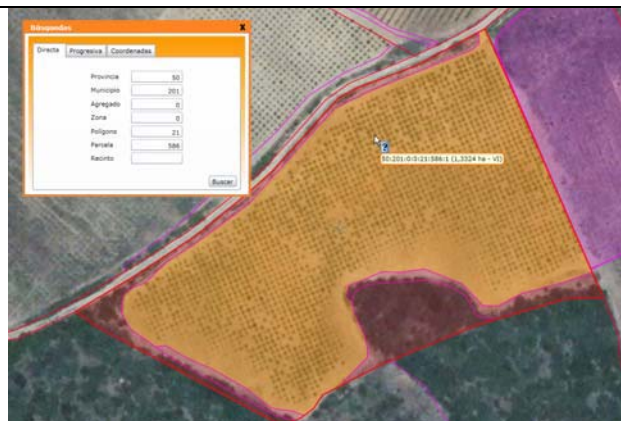 Búsquedas X
Directa Progresiva Coordenadas
Provincia 50
Municipio 201
Agregado 0
Zona 0
Polígono 21
Parcela 586
Recinto
Buscar
50:201:0:0:21:586:1 (1,3324 ha - VI)